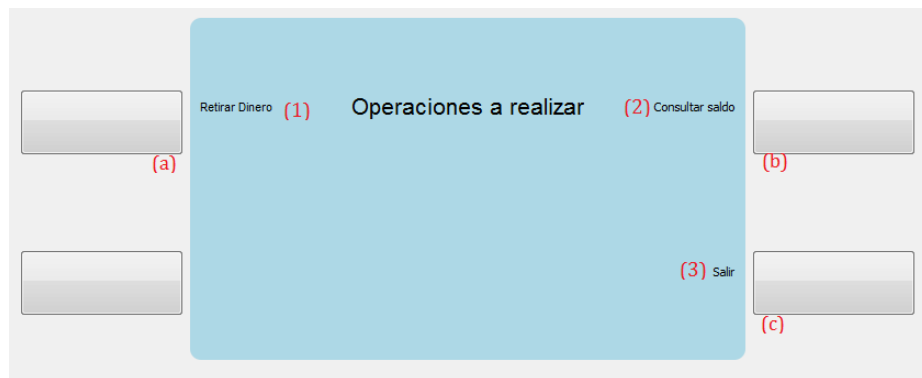 Retirar Dinero (1) Operaciones a realizar (2) Consultar saldo
(a) (b)
(3) Salir
(c)